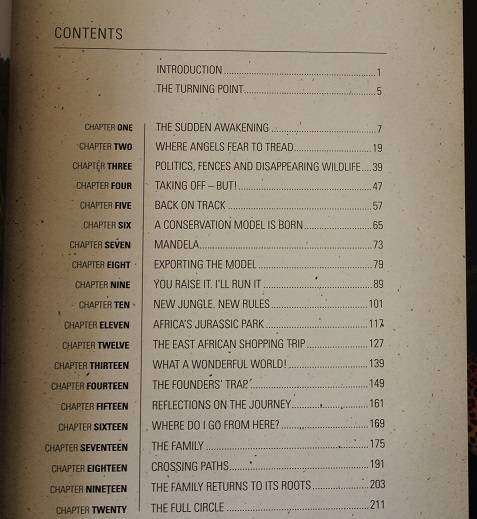 CONTENTS
INTRODUCTION 1
THE TURNING POINT 5
CHAPTER ONE THE SUDDEN AWAKENING 7
CHAPTER TWO WHERE ANGELS FEAR TO TREAD 19
CHAPTER THREE POLITICS, FENCES AND DISAPPEARING WILDLIFE 39
CHAPTER FOUR TAKING OFF – BUT! 47
CHAPTER FIVE BACK ON TRACK 57
CHAPTER SIX A CONSERVATION MODEL IS BORN 65
CHAPTER SEVEN MANDELA 73
CHAPTER EIGHT EXPORTING THE MODEL 79
CHAPTER NINE YOU RAISE IT. I'LL RUN IT 89
CHAPTER TEN NEW JUNGLE. NEW RULES 101
CHAPTER ELEVEN AFRICA'S JURASSIC PARK 117
CHAPTER TWELVE THE EAST AFRICAN SHOPPING TRIP 127
CHAPTER THIRTEEN WHAT A WONDERFUL WORLD! 139
CHAPTER FOURTEEN THE FOUNDERS' TRAP 149
CHAPTER FIFTEEN REFLECTIONS ON THE JOURNEY 161
CHAPTER SIXTEEN WHERE DO I GO FROM HERE? 169
CHAPTER SEVENTEEN THE FAMILY 175
CHAPTER EIGHTEEN CROSSING PATHS 191
CHAPTER NINETEEN THE FAMILY RETURNS TO ITS ROOTS 203
CHAPTER TWENTY THE FULL CIRCLE 211